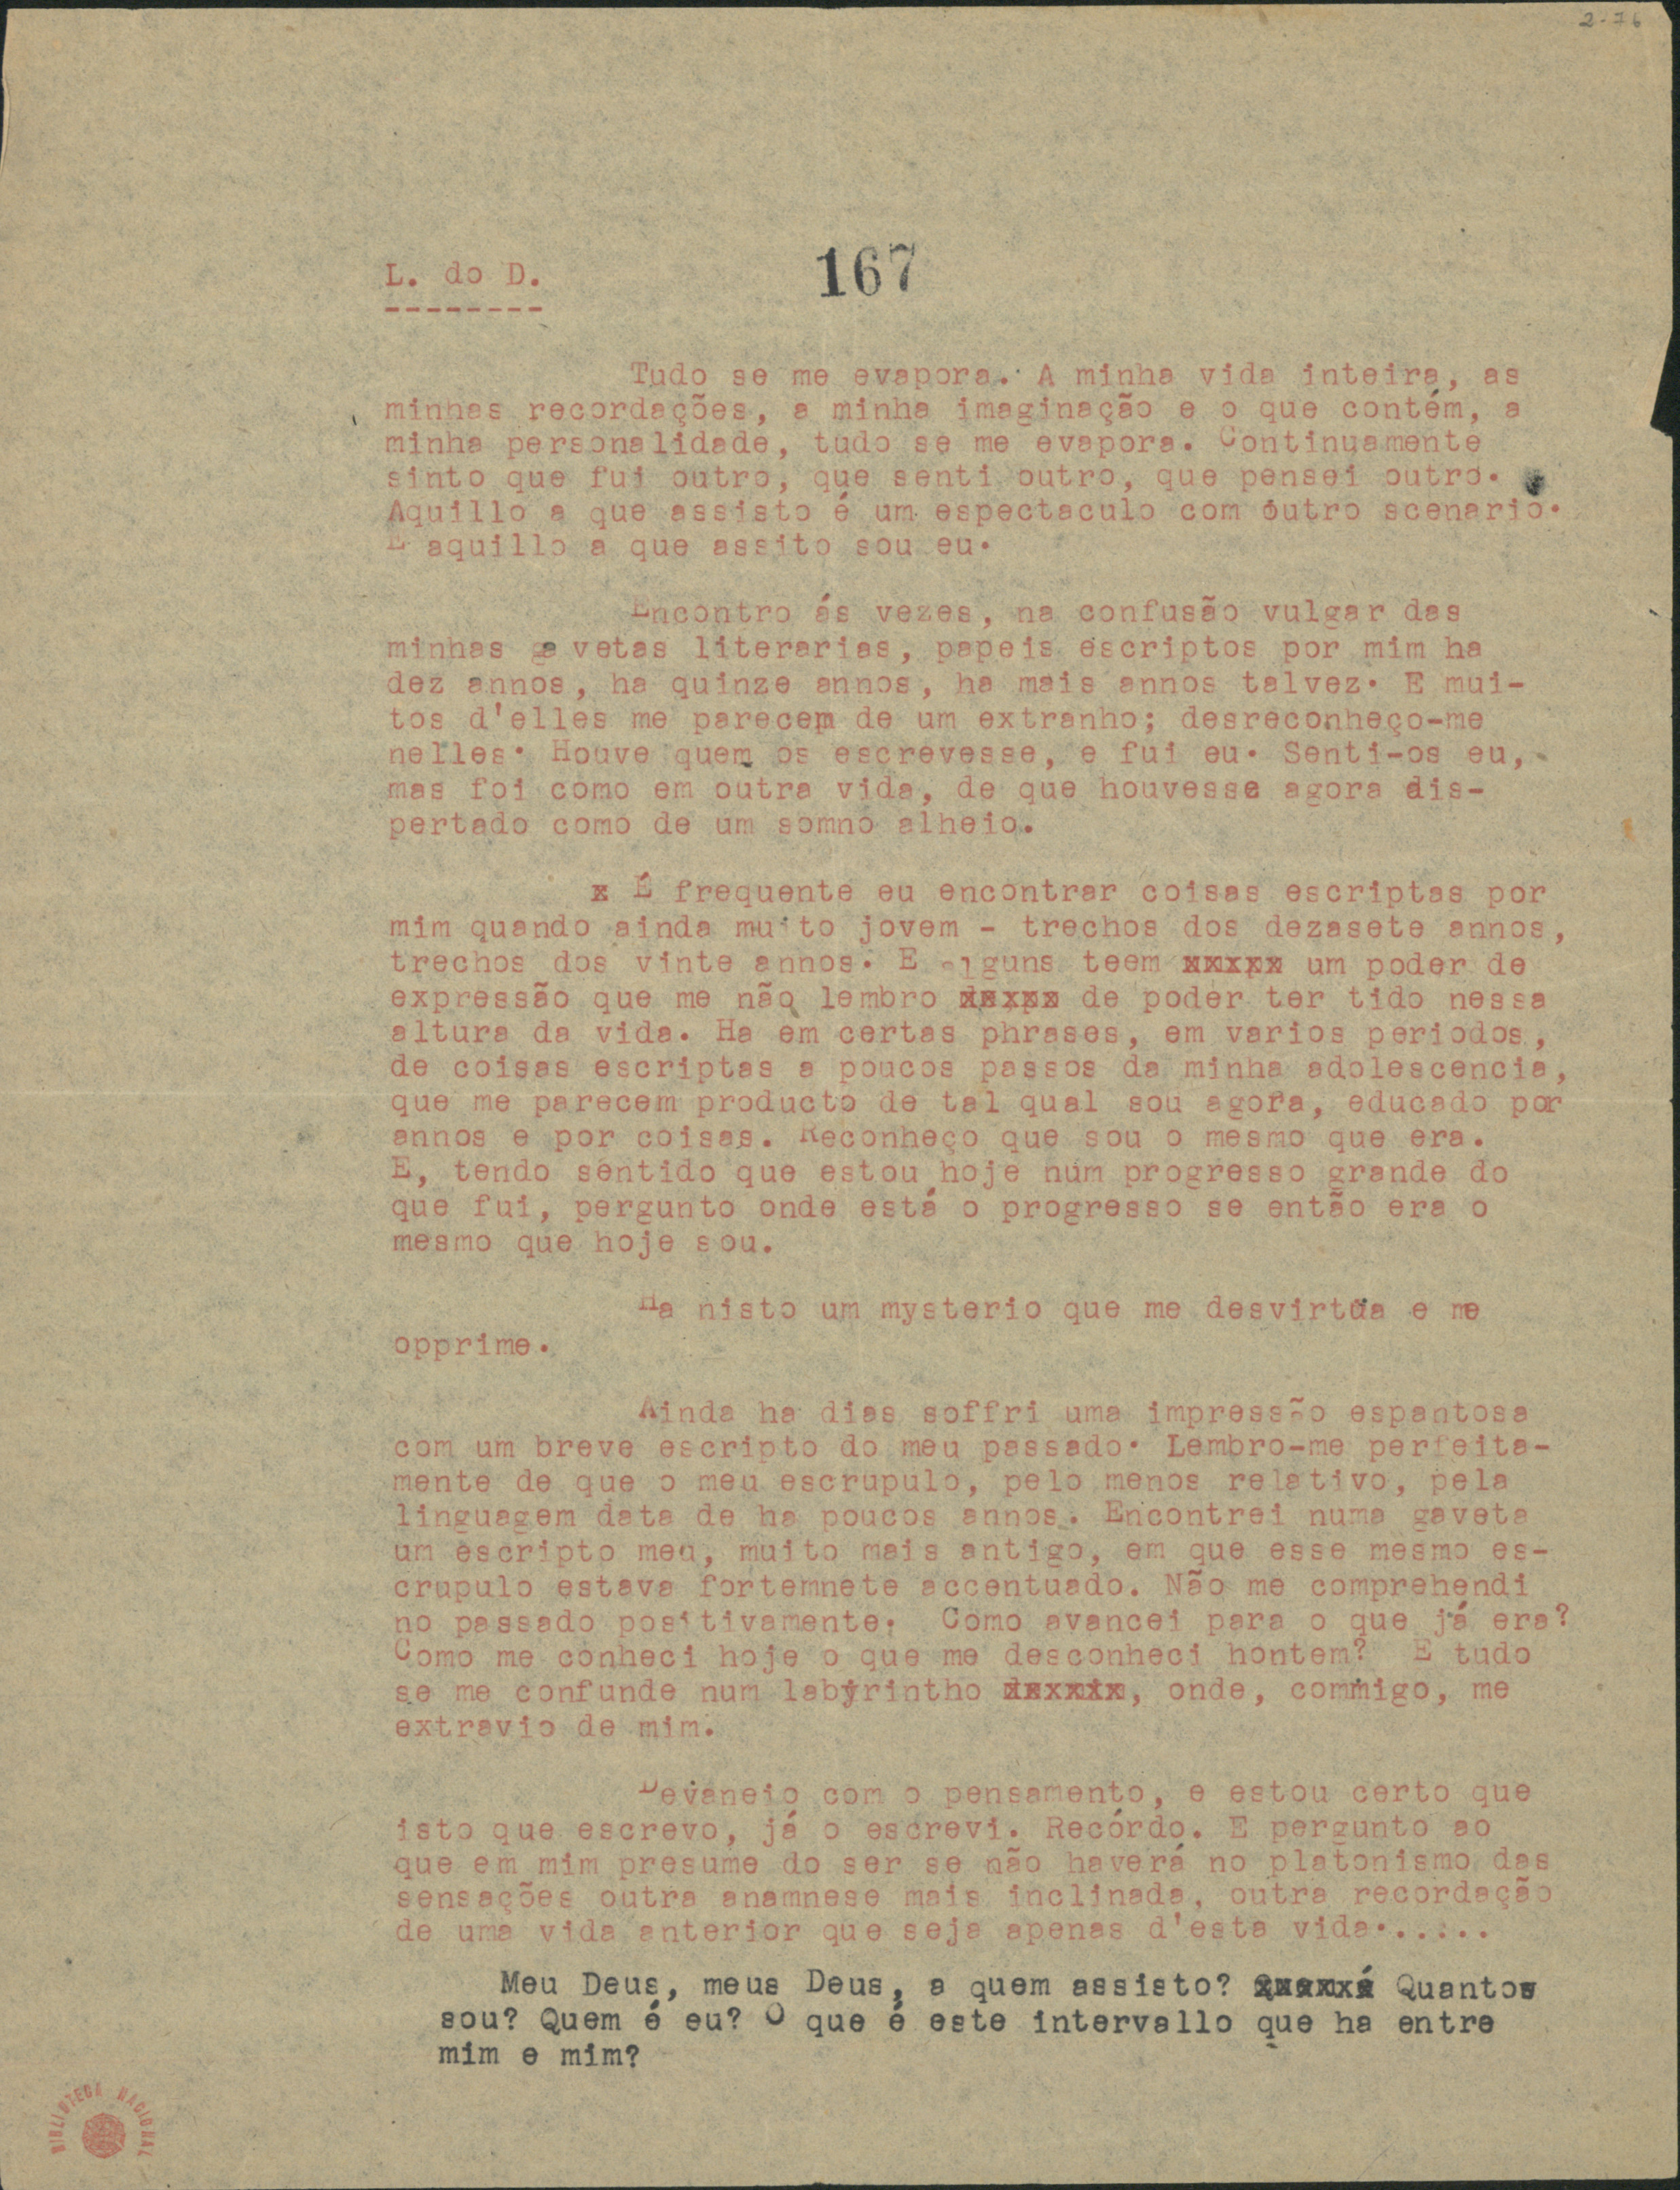 2-76
L. do D.
167
Tudo se me evapora. A minha vida inteira, as
minhas recordações, a minha imaginação e o que contém, a
minha personalidade, tudo se me evapora. Continuamente
sinto que fui outro, que senti outro, que pensei outro.
Aquillo a que assisto é um espectaculo com outro scenario.
E aquillo a que assito sou eu.
Encontro ás vezes, na confusão vulgar das
minhas gavetas literarias, papeis escriptos por mim ha
dez annos, ha quinze annos, ha mais annos talvez. E mui-
tos d'elles me parecem de um extranho; desreconheço-me
nelles. Houve quem os escrevesse, e fui eu. Senti-os eu,
mas foi como em outra vida, de que houvesse agora dis-
pertado como de um somno alheio.
x É frequente eu encontrar coisas escriptas por
mim quando ainda muito jovem - trechos dos dezasete annos,
trechos dos vinte annos. E alguns teem xxxxx um poder de
expressão que me não lembro de poder ter tido nessa
altura da vida. Ha em certas phrases, em varios periodos,
de coisas escriptas a poucos passos da minha adolescencia,
que me parecem producto de tal qual sou agora, educado por
annos e por coisas. Reconheço que sou o mesmo que era.
E, tendo sentido que estou hoje num progresso grande do
que fui, pergunto onde está o progresso se então era o
mesmo que hoje sou.
Ha nisto um mysterio que me desvirtua e me
opprime.
Ainda ha dias soffri uma impressão espantosa
com um breve escripto do meu passado. Lembro-me perfeita-
mente de que o meu escrupulo, pelo menos relativo, pela
linguagem data de ha poucos annos. Encontrei numa gaveta
um escripto meu, muito mais antigo, em que esse mesmo es-
crupulo estava fortemnete accentuado. Não me comprehendi
no passado positivamente. Como avancei para o que já era?
Como me conheci hoje o que me desconheci hontem? E tudo
se me confunde num labyrintho, onde, commigo, me
extravio de mim.
Devaneio com o pensamento, e estou certo que
isto que escrevo, já o escrevi. Recórdo. E pergunto ao
que em mim presume do ser se não haverá no platonismo das
sensações outra anamnese mais inclinada, outra recordação
de uma vida anterior que seja apenas d'esta vida......
Meu Deus, meus Deus, a quem assisto? Quantos
sou? Quem é eu? O que é este intervallo que ha entre
mim e mim?
BIBLIOTECA NACIONAL